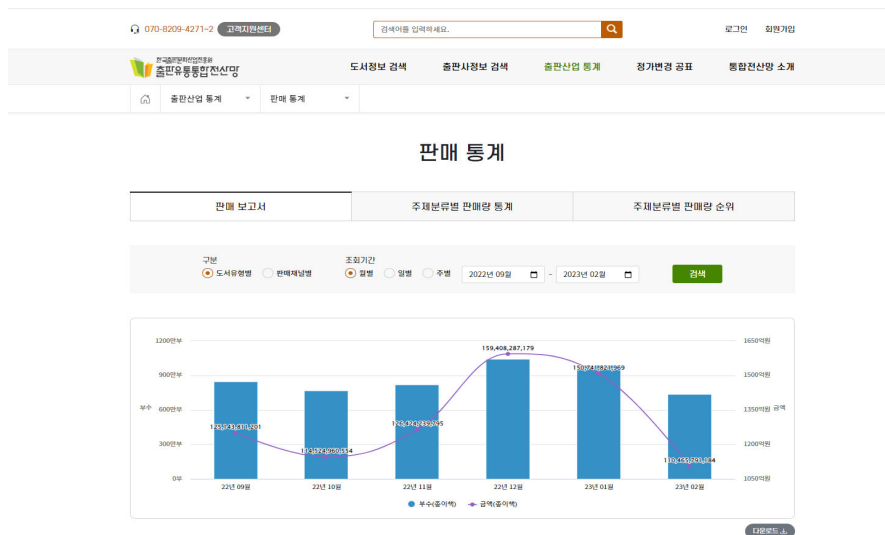 070-8209-4271~2 고객지원센터 검색어를 입력하세요. 로그인 회원가입
한국출판문화산업진흥원
출판유통통합전산망 도서정보 검색 출판사정보 검색 출판산업 통계 정가변경 공표 통합전산망 소개
출판산업 통계 판매 통계
판매 통계
판매 보고서 주제분류별 판매량 통계 주제분류별 판매량 순위
구분 조회기간
도서유형별 판매채널별 월별 일별 주별 2022년 09월 - 2023년 02월 검색
1200만부 1650억원
159,408,287,179
900만부 1500억원
부수 600만부 1350억원 금액
300만부 1200억원
0부 1050억원
22년 09월 22년 10월 22년 11월 22년 12월 23년 01월 23년 02월
부수(종이책) 금액(종이책)
다운로드